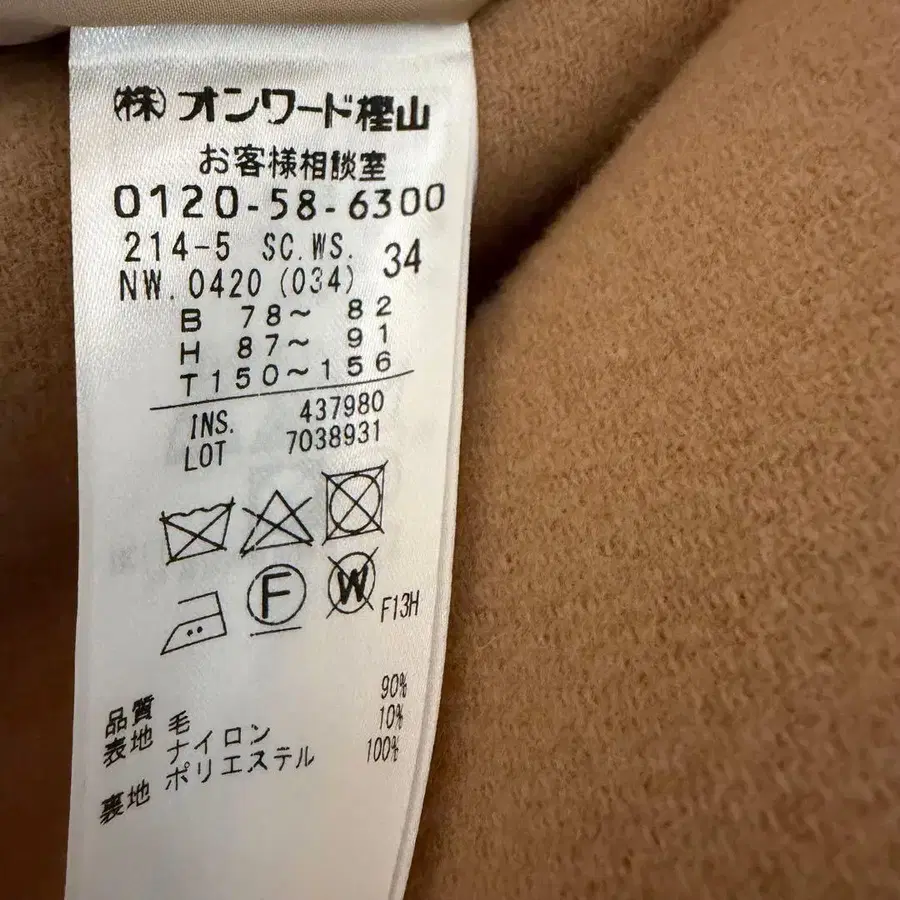 (株)オンワード樫山
お客様相談室
0120-58-6300
214-5 SC.WS. 34
NW.0420(034)
B 78〜 82
H 87〜 91
T150〜156
INS. 437980
LOT 7038931
F W F13H
品質
表地 毛 90%
ナイロン 10%
裏地 ポリエステル 100%